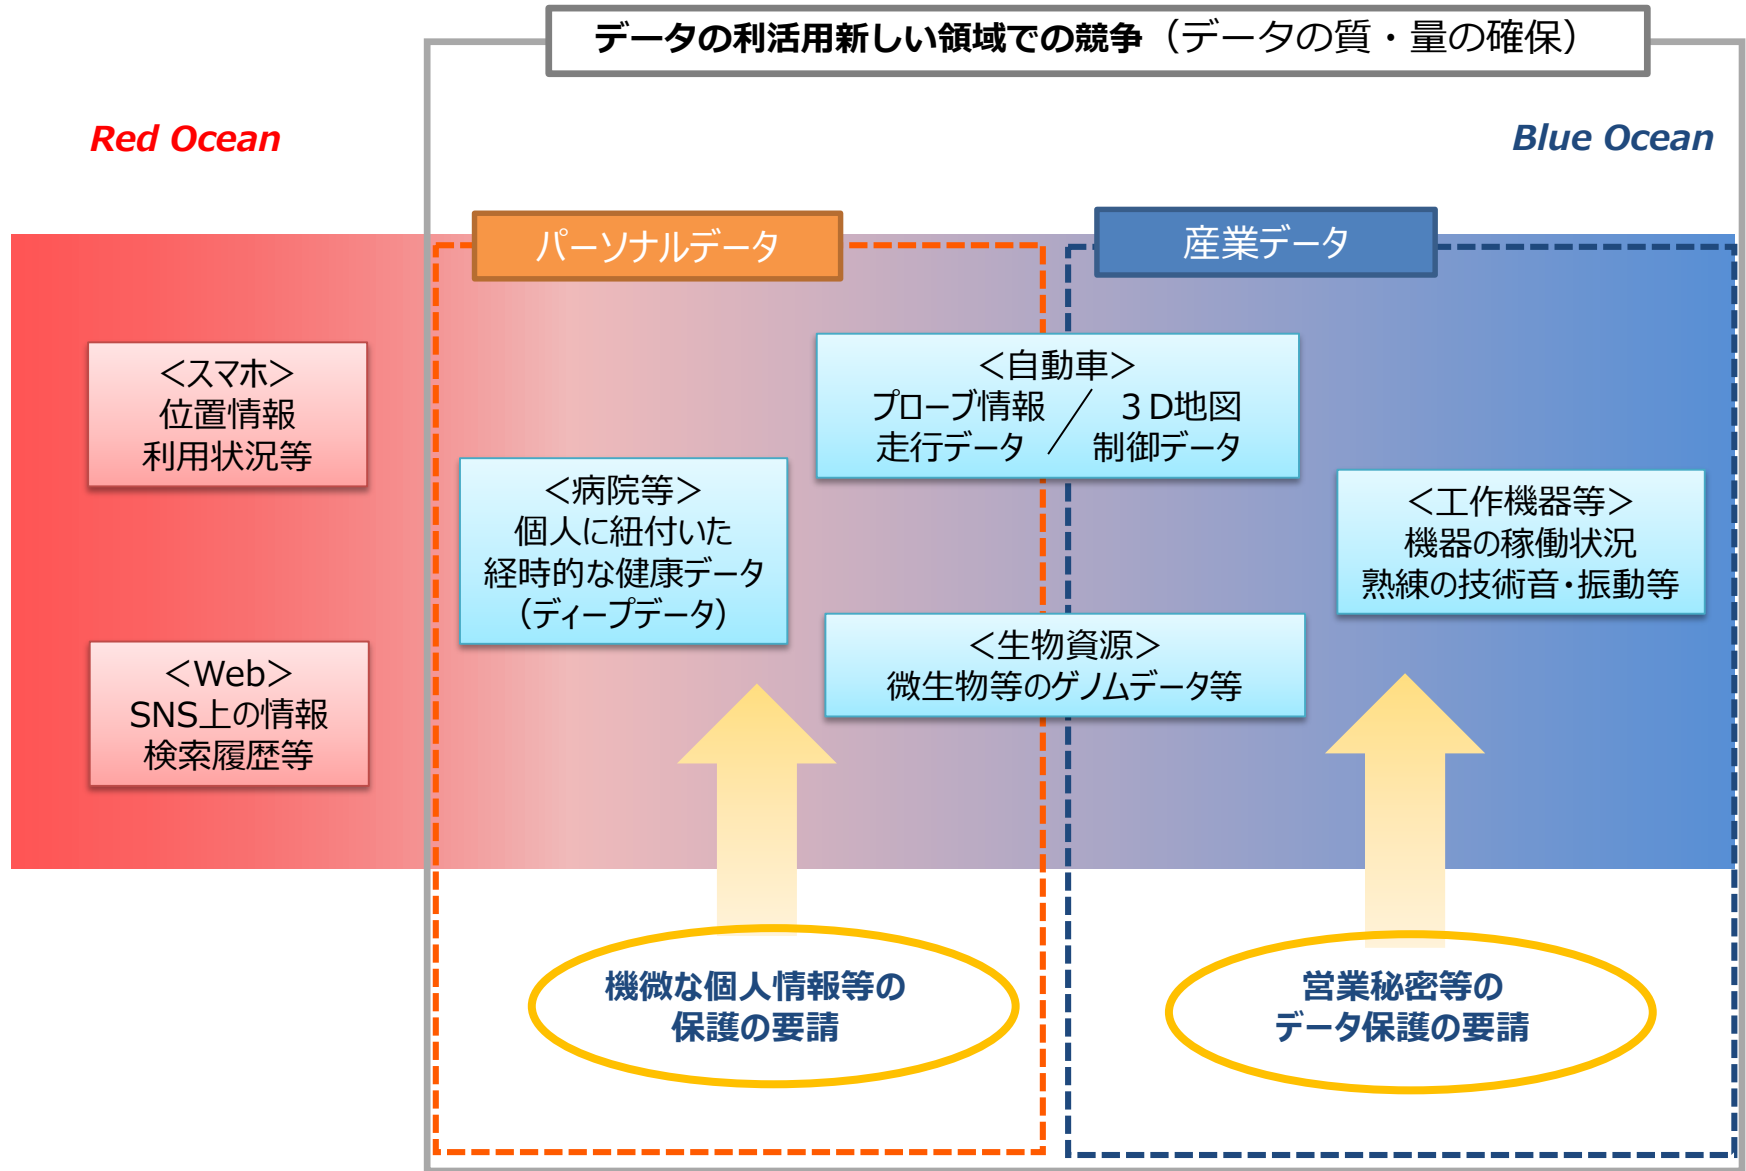 データの利活用新しい領域での競争（データの質・量の確保）
Red Ocean
Blue Ocean
パーソナルデータ
産業データ
＜スマホ＞
位置情報
利用状況等
＜Web＞
SNS上の情報
検索履歴等
＜病院等＞
個人に紐付いた
経時的な健康データ
（ディープデータ）
＜自動車＞
プローブ情報／３D地図
走行データ／制御データ
＜生物資源＞
微生物等のゲノムデータ等
＜工作機器等＞
機器の稼働状況
熟練の技術音・振動等
機微な個人情報等の
保護の要請
営業秘密等の
データ保護の要請